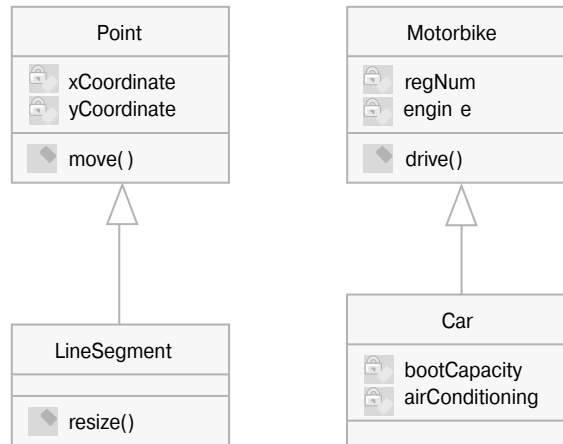 Point
xCoordinate
yCoordinate
move()
LineSegment
resize()
Motorbike
regNum
engin e
drive()
Car
bootCapacity
airConditioning